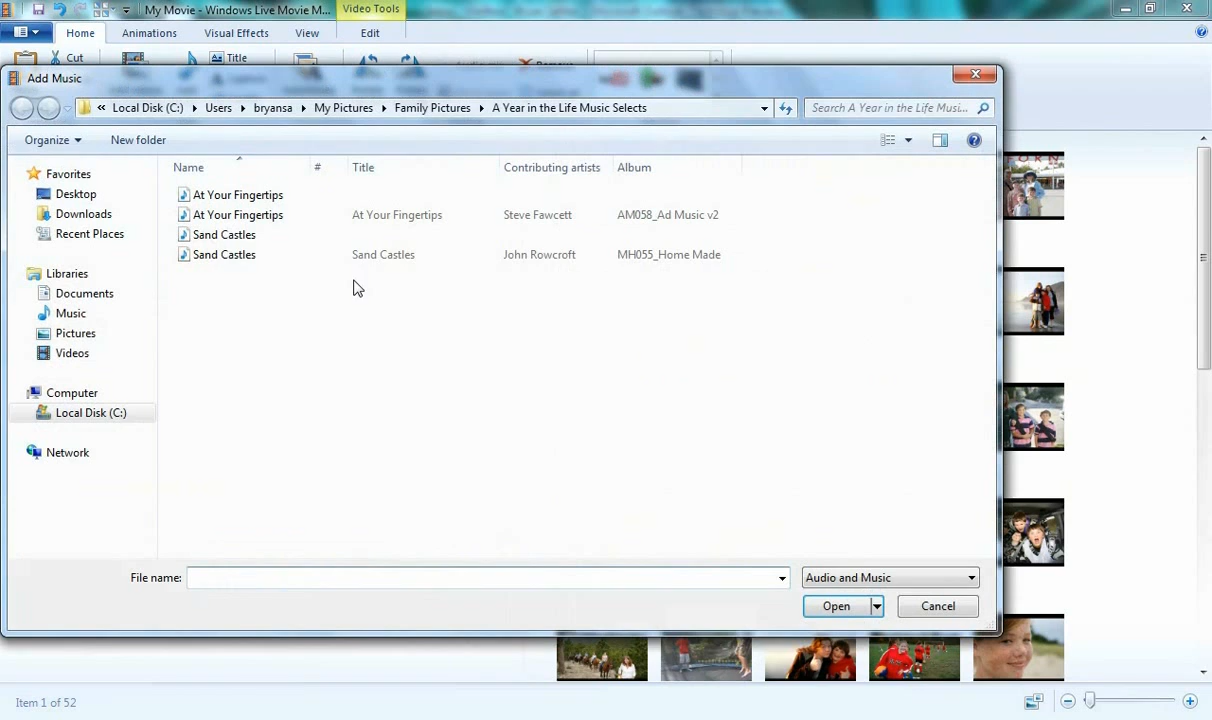 My Movie - Windows Live Movie M...
Video Tools
Home
Animations
Visual Effects
View
Edit
Cut
Title
Remove
Add Music
« Local Disk (C:) Users bryansa My Pictures Family Pictures A Year in the Life Music Selects
Search A Year in the Life Musi...
Organize
New folder
Name
#
Title
Contributing artists
Album
Favorites
Desktop
Downloads
Recent Places
Libraries
Documents
Music
Pictures
Videos
Computer
Local Disk (C:)
Network
At Your Fingertips
At Your Fingertips At Your Fingertips Steve Fawcett AM058_Ad Music v2
Sand Castles
Sand Castles Sand Castles John Rowcroft MH055_Home Made
File name:
Audio and Music
Open
Cancel
Item 1 of 52